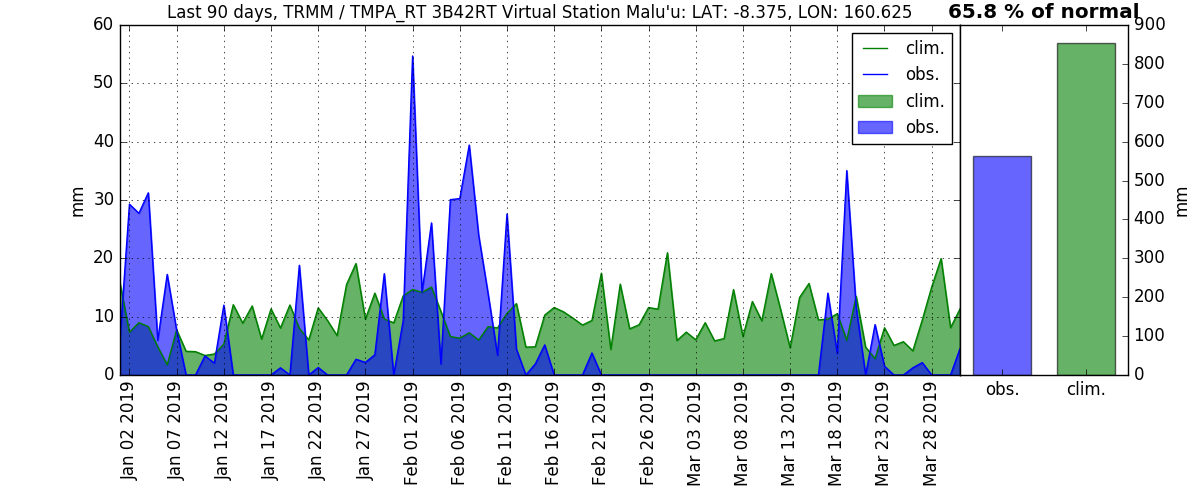 Last 90 days, TRMM / TMPA_RT 3B42RT Virtual Station Malu'u: LAT: -8.375, LON: 160.625
65.8 % of normal
60
50
40
30
20
10
0
mm
clim.
obs.
clim.
obs.
Jan 02 2019
Jan 07 2019
Jan 12 2019
Jan 17 2019
Jan 22 2019
Jan 27 2019
Feb 01 2019
Feb 06 2019
Feb 11 2019
Feb 16 2019
Feb 21 2019
Feb 26 2019
Mar 03 2019
Mar 08 2019
Mar 13 2019
Mar 18 2019
Mar 23 2019
Mar 28 2019
900
800
700
600
500
400
300
200
100
0
mm
obs.
clim.